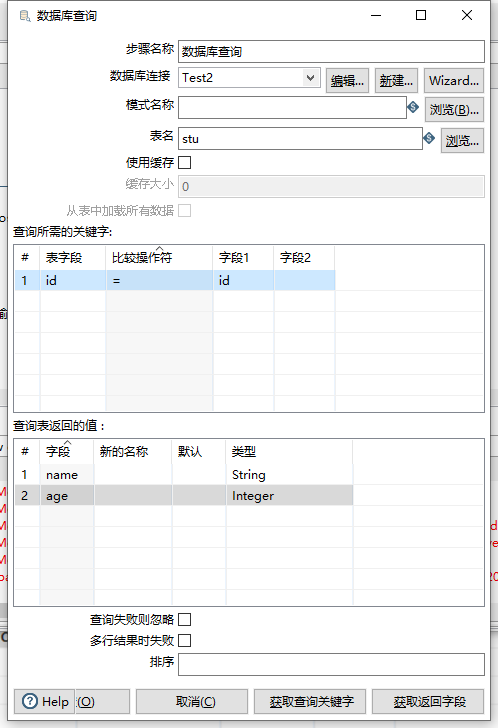 数据库查询
步骤名称 数据库查询
数据库连接 Test2 编辑... 新建... Wizard...
模式名称 浏览(B)...
表名 stu 浏览...
使用缓存
缓存大小 0
从表中加载所有数据
查询所需的关键字:
# 表字段 比较操作符 字段1 字段2
1 id = id
查询表返回的值 :
# 字段 新的名称 默认 类型
1 name String
2 age Integer
查询失败则忽略
多行结果时失败
排序
Help (O) 取消(C) 获取查询关键字 获取返回字段